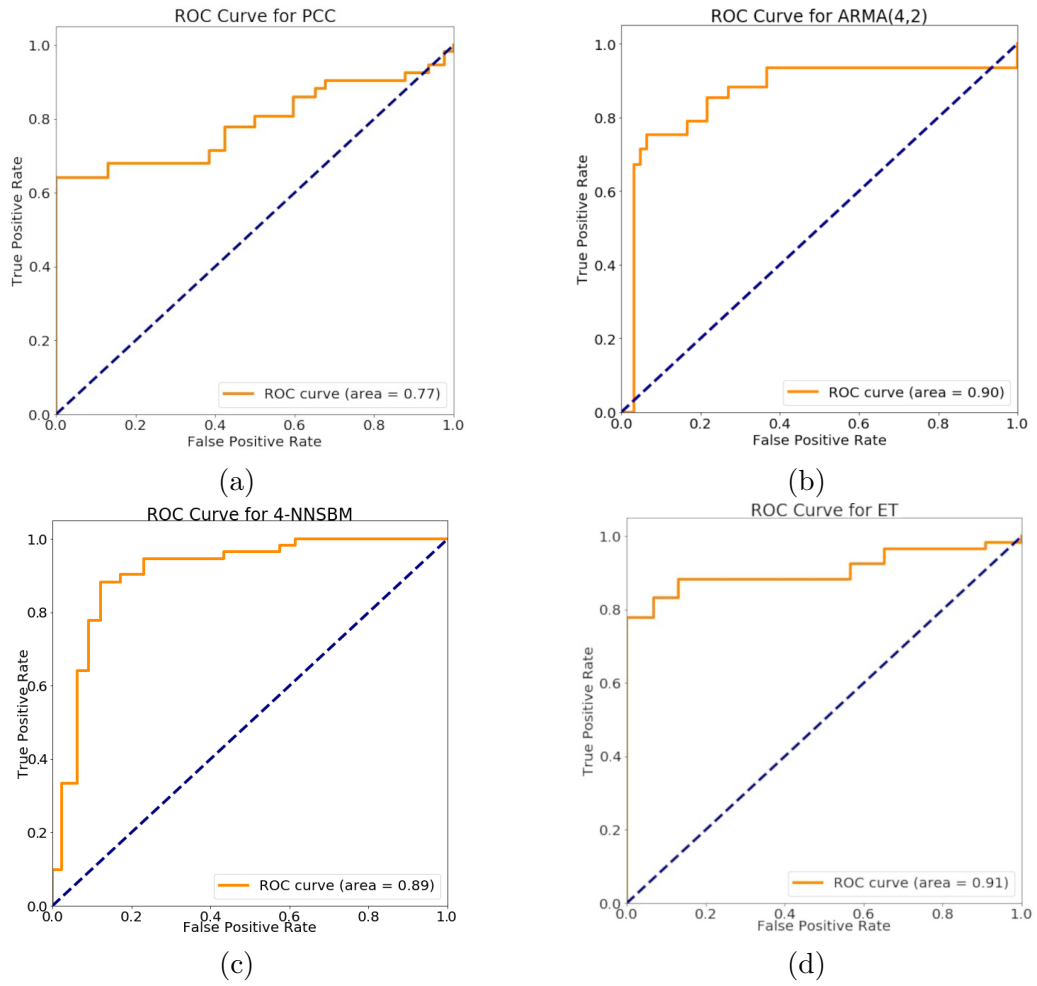 ROC Curve for PCC
1.0
0.8
0.6
0.4
0.2
0.0
True Positive Rate
ROC curve (area = 0.77)
0.0 0.2 0.4 0.6 0.8 1.0
False Positive Rate
(a)
ROC Curve for ARMA(4,2)
1.0
0.8
0.6
0.4
0.2
0.0
True Positive Rate
ROC curve (area = 0.90)
0.0 0.2 0.4 0.6 0.8 1.0
False Positive Rate
(b)
ROC Curve for 4-NNSBM
1.0
0.8
0.6
0.4
0.2
0.0
True Positive Rate
ROC curve (area = 0.89)
0.0 0.2 0.4 0.6 0.8 1.0
False Positive Rate
(c)
ROC Curve for ET
1.0
0.8
0.6
0.4
0.2
0.0
True Positive Rate
ROC curve (area = 0.91)
0.0 0.2 0.4 0.6 0.8 1.0
False Positive Rate
(d)